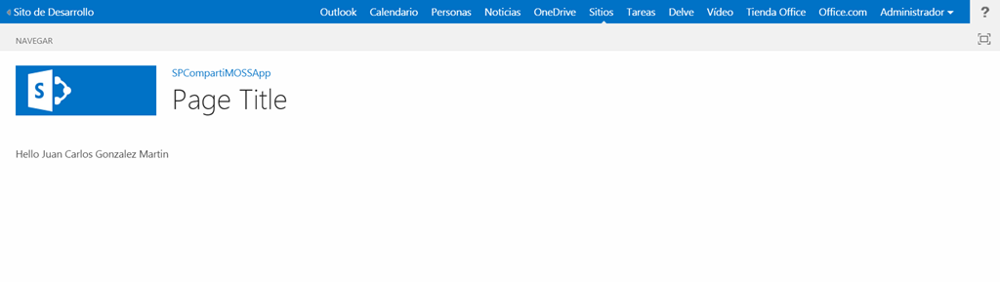 Sito de Desarrollo Outlook Calendario Personas Noticias OneDrive Sitios Tareas Delve Vídeo Tienda Office Office.com Administrador ?
NAVEGAR
S
SPCompartiMOSSApp
Page Title
Hello Juan Carlos Gonzalez Martin